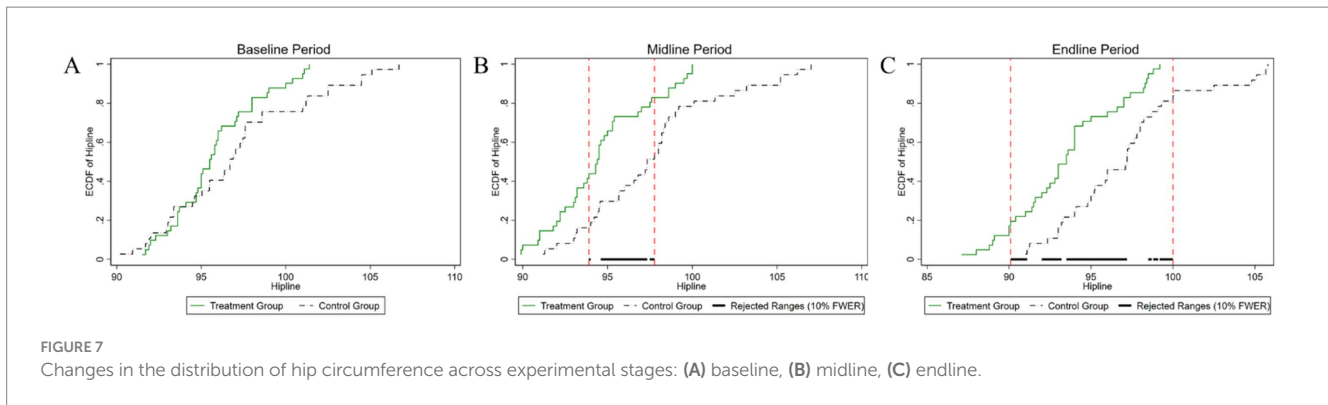 A
Baseline Period
ECDF of Hipline
0 .2 .4 .6 .8 1
90 95 100 105 110
Hipline
Treatment Group Control Group
B
Midline Period
ECDF of Hipline
0 .2 .4 .6 .8 1
90 95 100 105 110
Hipline
Treatment Group Control Group Rejected Ranges (10% FWER)
C
Endline Period
ECDF of Hipline
0 .2 .4 .6 .8 1
85 90 95 100 105
Hipline
Treatment Group Control Group Rejected Ranges (10% FWER)
FIGURE 7
Changes in the distribution of hip circumference across experimental stages: (A) baseline, (B) midline, (C) endline.